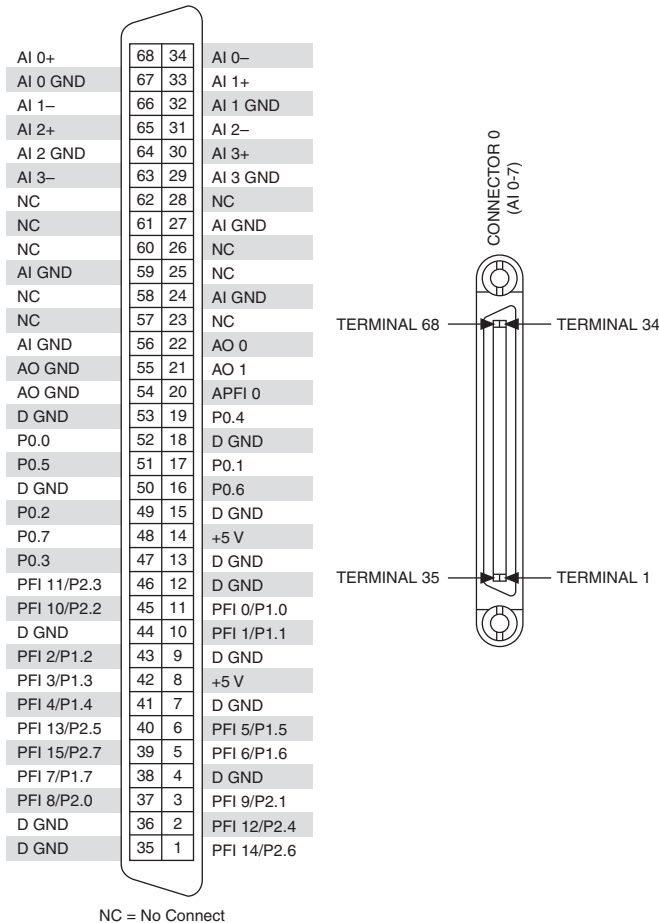 AI 0+ 68 34 AI 0–
AI 0 GND 67 33 AI 1+
AI 1– 66 32 AI 1 GND
AI 2+ 65 31 AI 2–
AI 2 GND 64 30 AI 3+
AI 3– 63 29 AI 3 GND
NC 62 28 NC
NC 61 27 AI GND
NC 60 26 NC
AI GND 59 25 NC
NC 58 24 AI GND
NC 57 23 NC
AI GND 56 22 AO 0
AO GND 55 21 AO 1
AO GND 54 20 APFI 0
D GND 53 19 P0.4
P0.0 52 18 D GND
P0.5 51 17 P0.1
D GND 50 16 P0.6
P0.2 49 15 D GND
P0.7 48 14 +5 V
P0.3 47 13 D GND
PFI 11/P2.3 46 12 D GND
PFI 10/P2.2 45 11 PFI 0/P1.0
D GND 44 10 PFI 1/P1.1
PFI 2/P1.2 43 9 D GND
PFI 3/P1.3 42 8 +5 V
PFI 4/P1.4 41 7 D GND
PFI 13/P2.5 40 6 PFI 5/P1.5
PFI 15/P2.7 39 5 PFI 6/P1.6
PFI 7/P1.7 38 4 D GND
PFI 8/P2.0 37 3 PFI 9/P2.1
D GND 36 2 PFI 12/P2.4
D GND 35 1 PFI 14/P2.6
NC = No Connect
CONNECTOR 0
(AI 0-7)
TERMINAL 68
TERMINAL 34
TERMINAL 35
TERMINAL 1